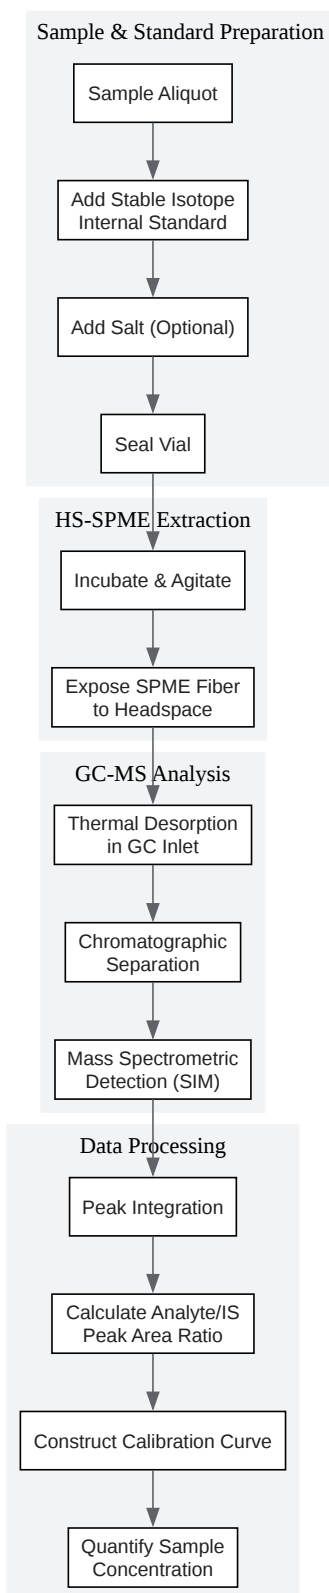 Sample & Standard Preparation
Sample Aliquot
Add Stable Isotope
Internal Standard
Add Salt (Optional)
Seal Vial
HS-SPME Extraction
Incubate & Agitate
Expose SPME Fiber
to Headspace
GC-MS Analysis
Thermal Desorption
in GC Inlet
Chromatographic
Separation
Mass Spectrometric
Detection (SIM)
Data Processing
Peak Integration
Calculate Analyte/IS
Peak Area Ratio
Construct Calibration Curve
Quantify Sample
Concentration